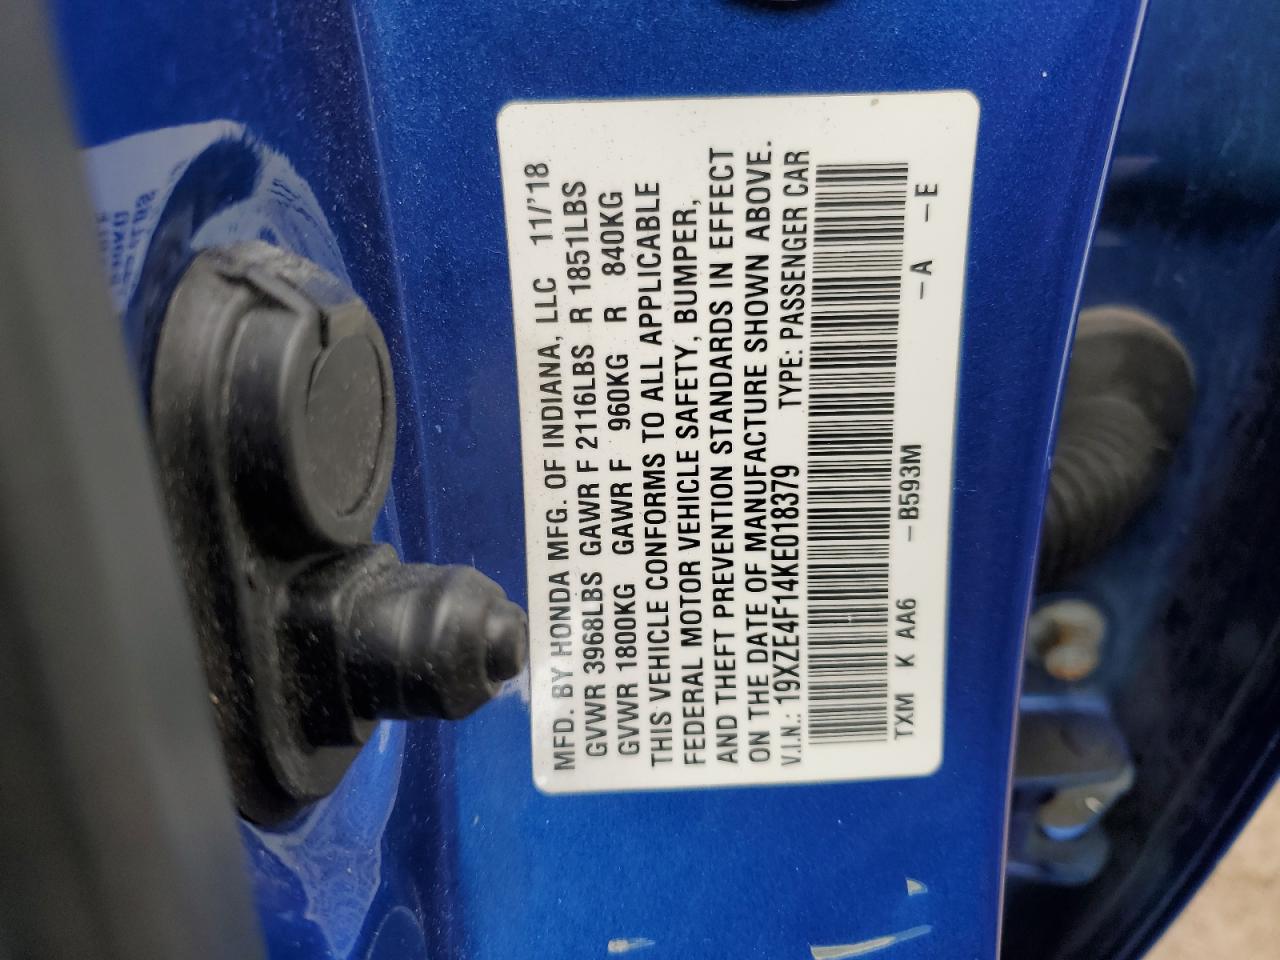 MFD. BY HONDA MFG. OF INDIANA, LLC 11/'18
GVWR 3968LBS GAWR F 2116LBS R 1851LBS
GVWR 1800KG GAWR F 960KG R 840KG
THIS VEHICLE CONFORMS TO ALL APPLICABLE
FEDERAL MOTOR VEHICLE SAFETY, BUMPER,
AND THEFT PREVENTION STANDARDS IN EFFECT
ON THE DATE OF MANUFACTURE SHOWN ABOVE.
V.I.N.: 19XZE4F14KE018379 TYPE: PASSENGER CAR
TXM K AA6 -B593M -A -E